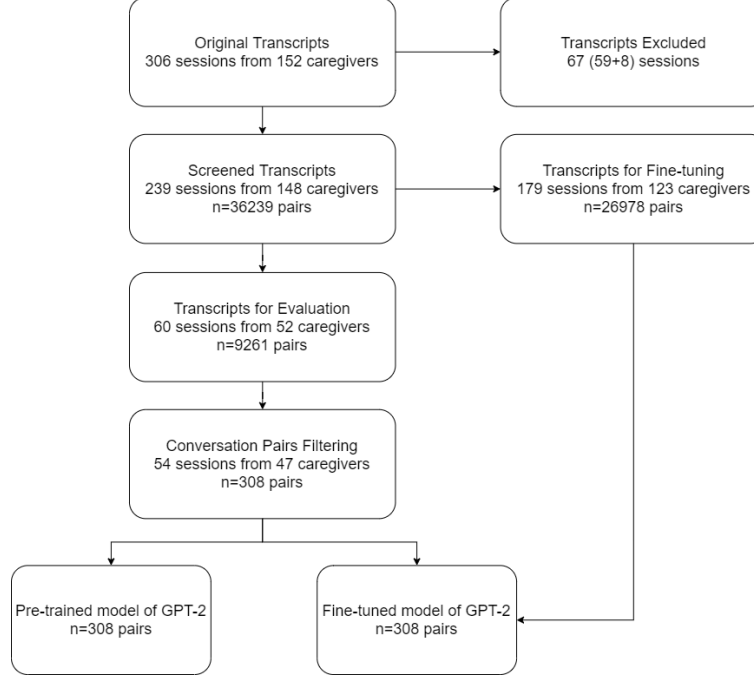 Original Transcripts
306 sessions from 152 caregivers
Transcripts Excluded
67 (59+8) sessions
Screened Transcripts
239 sessions from 148 caregivers
n=36239 pairs
Transcripts for Fine-tuning
179 sessions from 123 caregivers
n=26978 pairs
Transcripts for Evaluation
60 sessions from 52 caregivers
n=9261 pairs
Conversation Pairs Filtering
54 sessions from 47 caregivers
n=308 pairs
Pre-trained model of GPT-2
n=308 pairs
Fine-tuned model of GPT-2
n=308 pairs